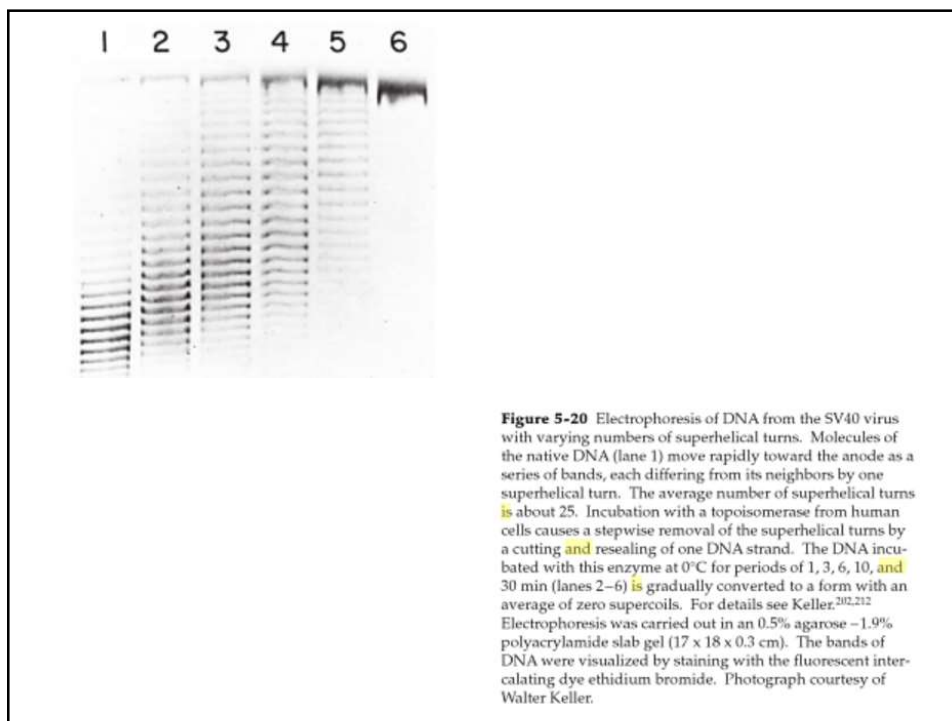 1 2 3 4 5 6
Figure 5-20 Electrophoresis of DNA from the SV40 virus
with varying numbers of superhelical turns. Molecules of
the native DNA (lane 1) move rapidly toward the anode as a
series of bands, each differing from its neighbors by one
superhelical turn. The average number of superhelical turns
is about 25. Incubation with a topoisomerase from human
cells causes a stepwise removal of the superhelical turns by
a cutting and resealing of one DNA strand. The DNA incu-
bated with this enzyme at 0°C for periods of 1, 3, 6, 10, and
30 min (lanes 2–6) is gradually converted to a form with an
average of zero supercoils. For details see Keller.202,212
Electrophoresis was carried out in an 0.5% agarose –1.9%
polyacrylamide slab gel (17 x 18 x 0.3 cm). The bands of
DNA were visualized by staining with the fluorescent inter-
calating dye ethidium bromide. Photograph courtesy of
Walter Keller.